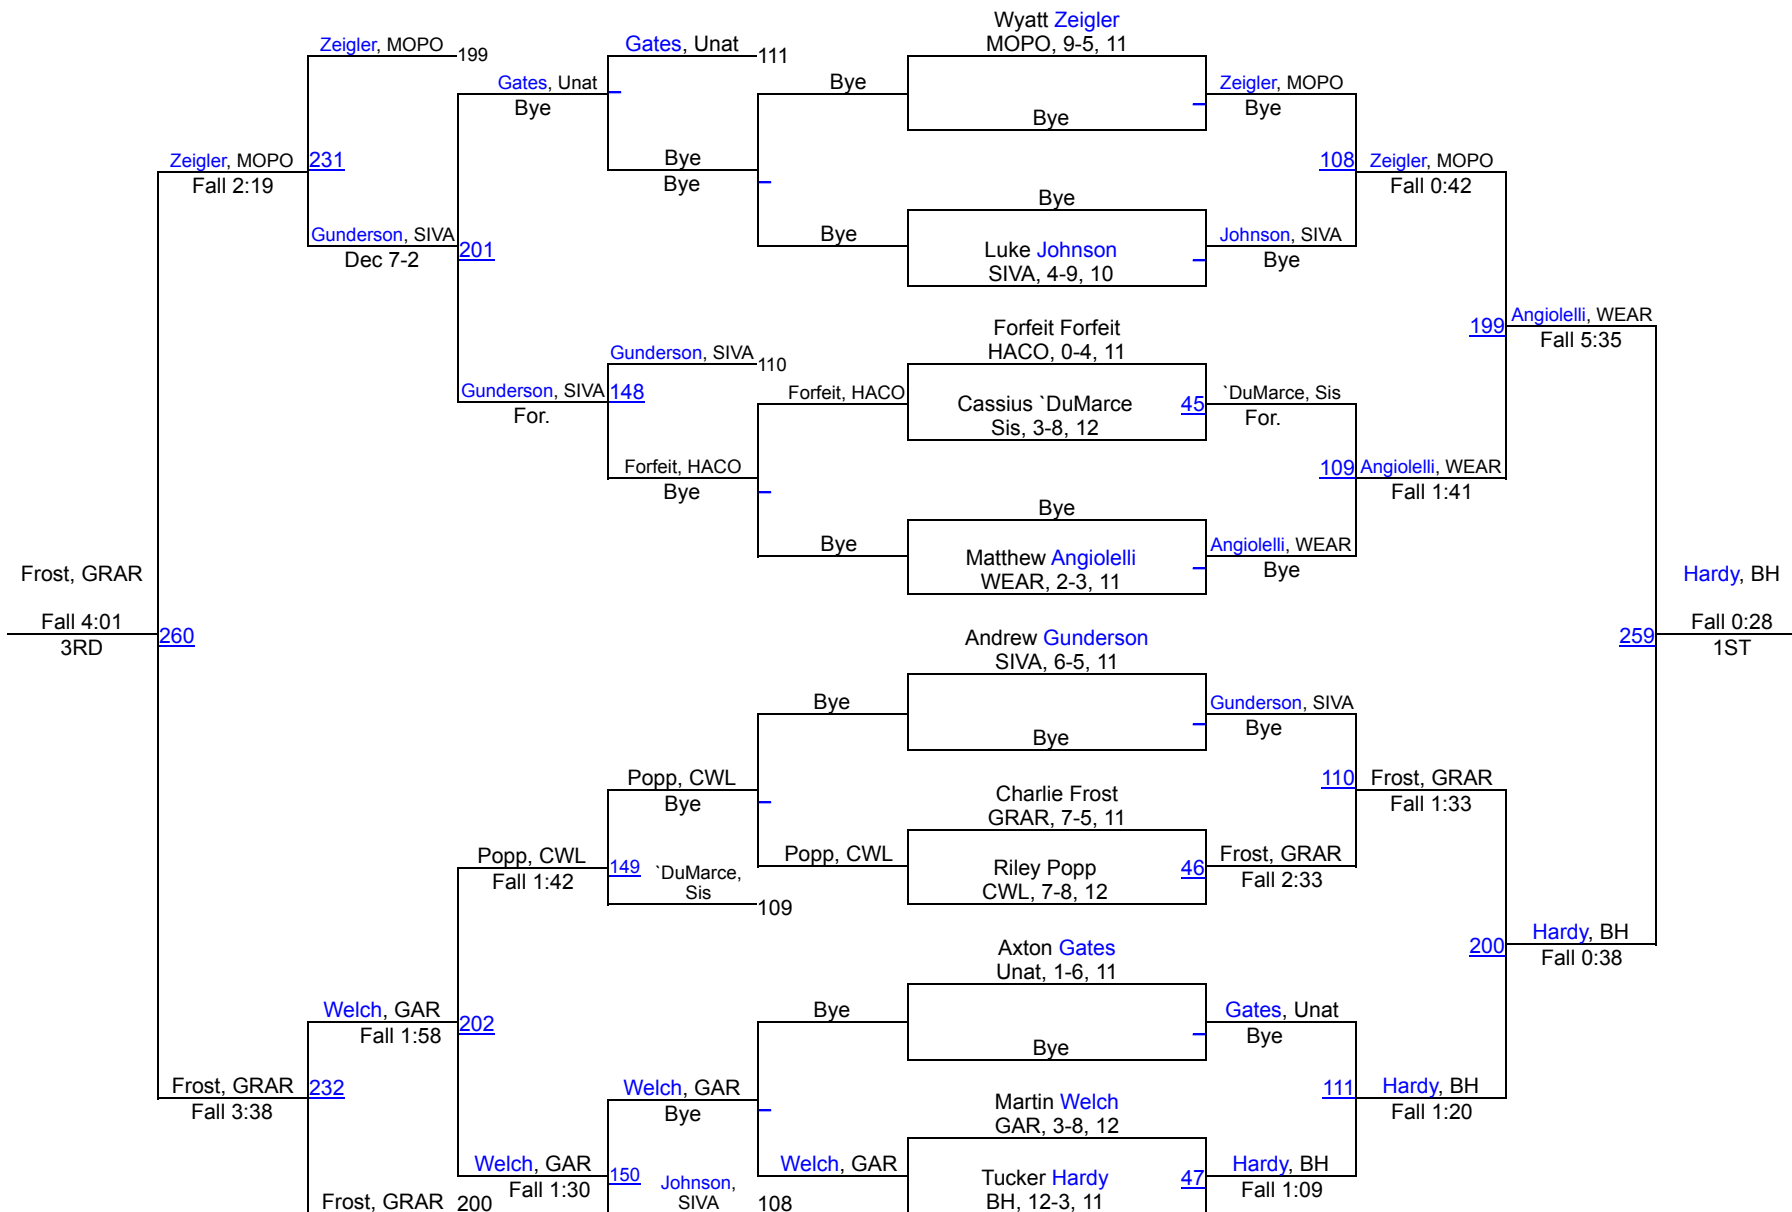 Wyatt Zeigler
MOPO, 9-5, 11
Zeigler, MOPO
199
Gates, Unat
111
Gates, Unat
Bye
Bye
Bye
Zeigler, MOPO
Bye
Zeigler, MOPO
Fall 2:19
231
Bye
Bye
108
Zeigler, MOPO
Fall 0:42
Gunderson, SIVA
Dec 7-2
201
Bye
Bye
Luke Johnson
SIVA, 4-9, 10
Johnson, SIVA
Bye
Forfeit Forfeit
HACO, 0-4, 11
199
Angiolelli, WEAR
Fall 5:35
Gunderson, SIVA
110
Gunderson, SIVA
For.
148
Forfeit, HACO
Cassius `DuMarce
Sis, 3-8, 12
45
`DuMarce, Sis
For.
Forfeit, HACO
Bye
109
Angiolelli, WEAR
Fall 1:41
Bye
Bye
Matthew Angiolelli
WEAR, 2-3, 11
Angiolelli, WEAR
Bye
Frost, GRAR
Fall 4:01
3RD
260
Hardy, BH
Fall 0:28
1ST
259
Andrew Gunderson
SIVA, 6-5, 11
Bye
Bye
Gunderson, SIVA
Bye
Popp, CWL
Bye
Charlie Frost
GRAR, 7-5, 11
110
Frost, GRAR
Fall 1:33
Popp, CWL
Fall 1:42
149
`DuMarce,
Sis
109
Popp, CWL
Riley Popp
CWL, 7-8, 12
46
Frost, GRAR
Fall 2:33
Axton Gates
Unat, 1-6, 11
200
Hardy, BH
Fall 0:38
Welch, GAR
Fall 1:58
202
Bye
Bye
Gates, Unat
Bye
Frost, GRAR
Fall 3:38
232
Welch, GAR
Bye
Martin Welch
GAR, 3-8, 12
111
Hardy, BH
Fall 1:20
Welch, GAR
Fall 1:30
150
Johnson,
SIVA
108
Welch, GAR
Tucker Hardy
BH, 12-3, 11
47
Hardy, BH
Fall 1:09
Frost, GRAR
200